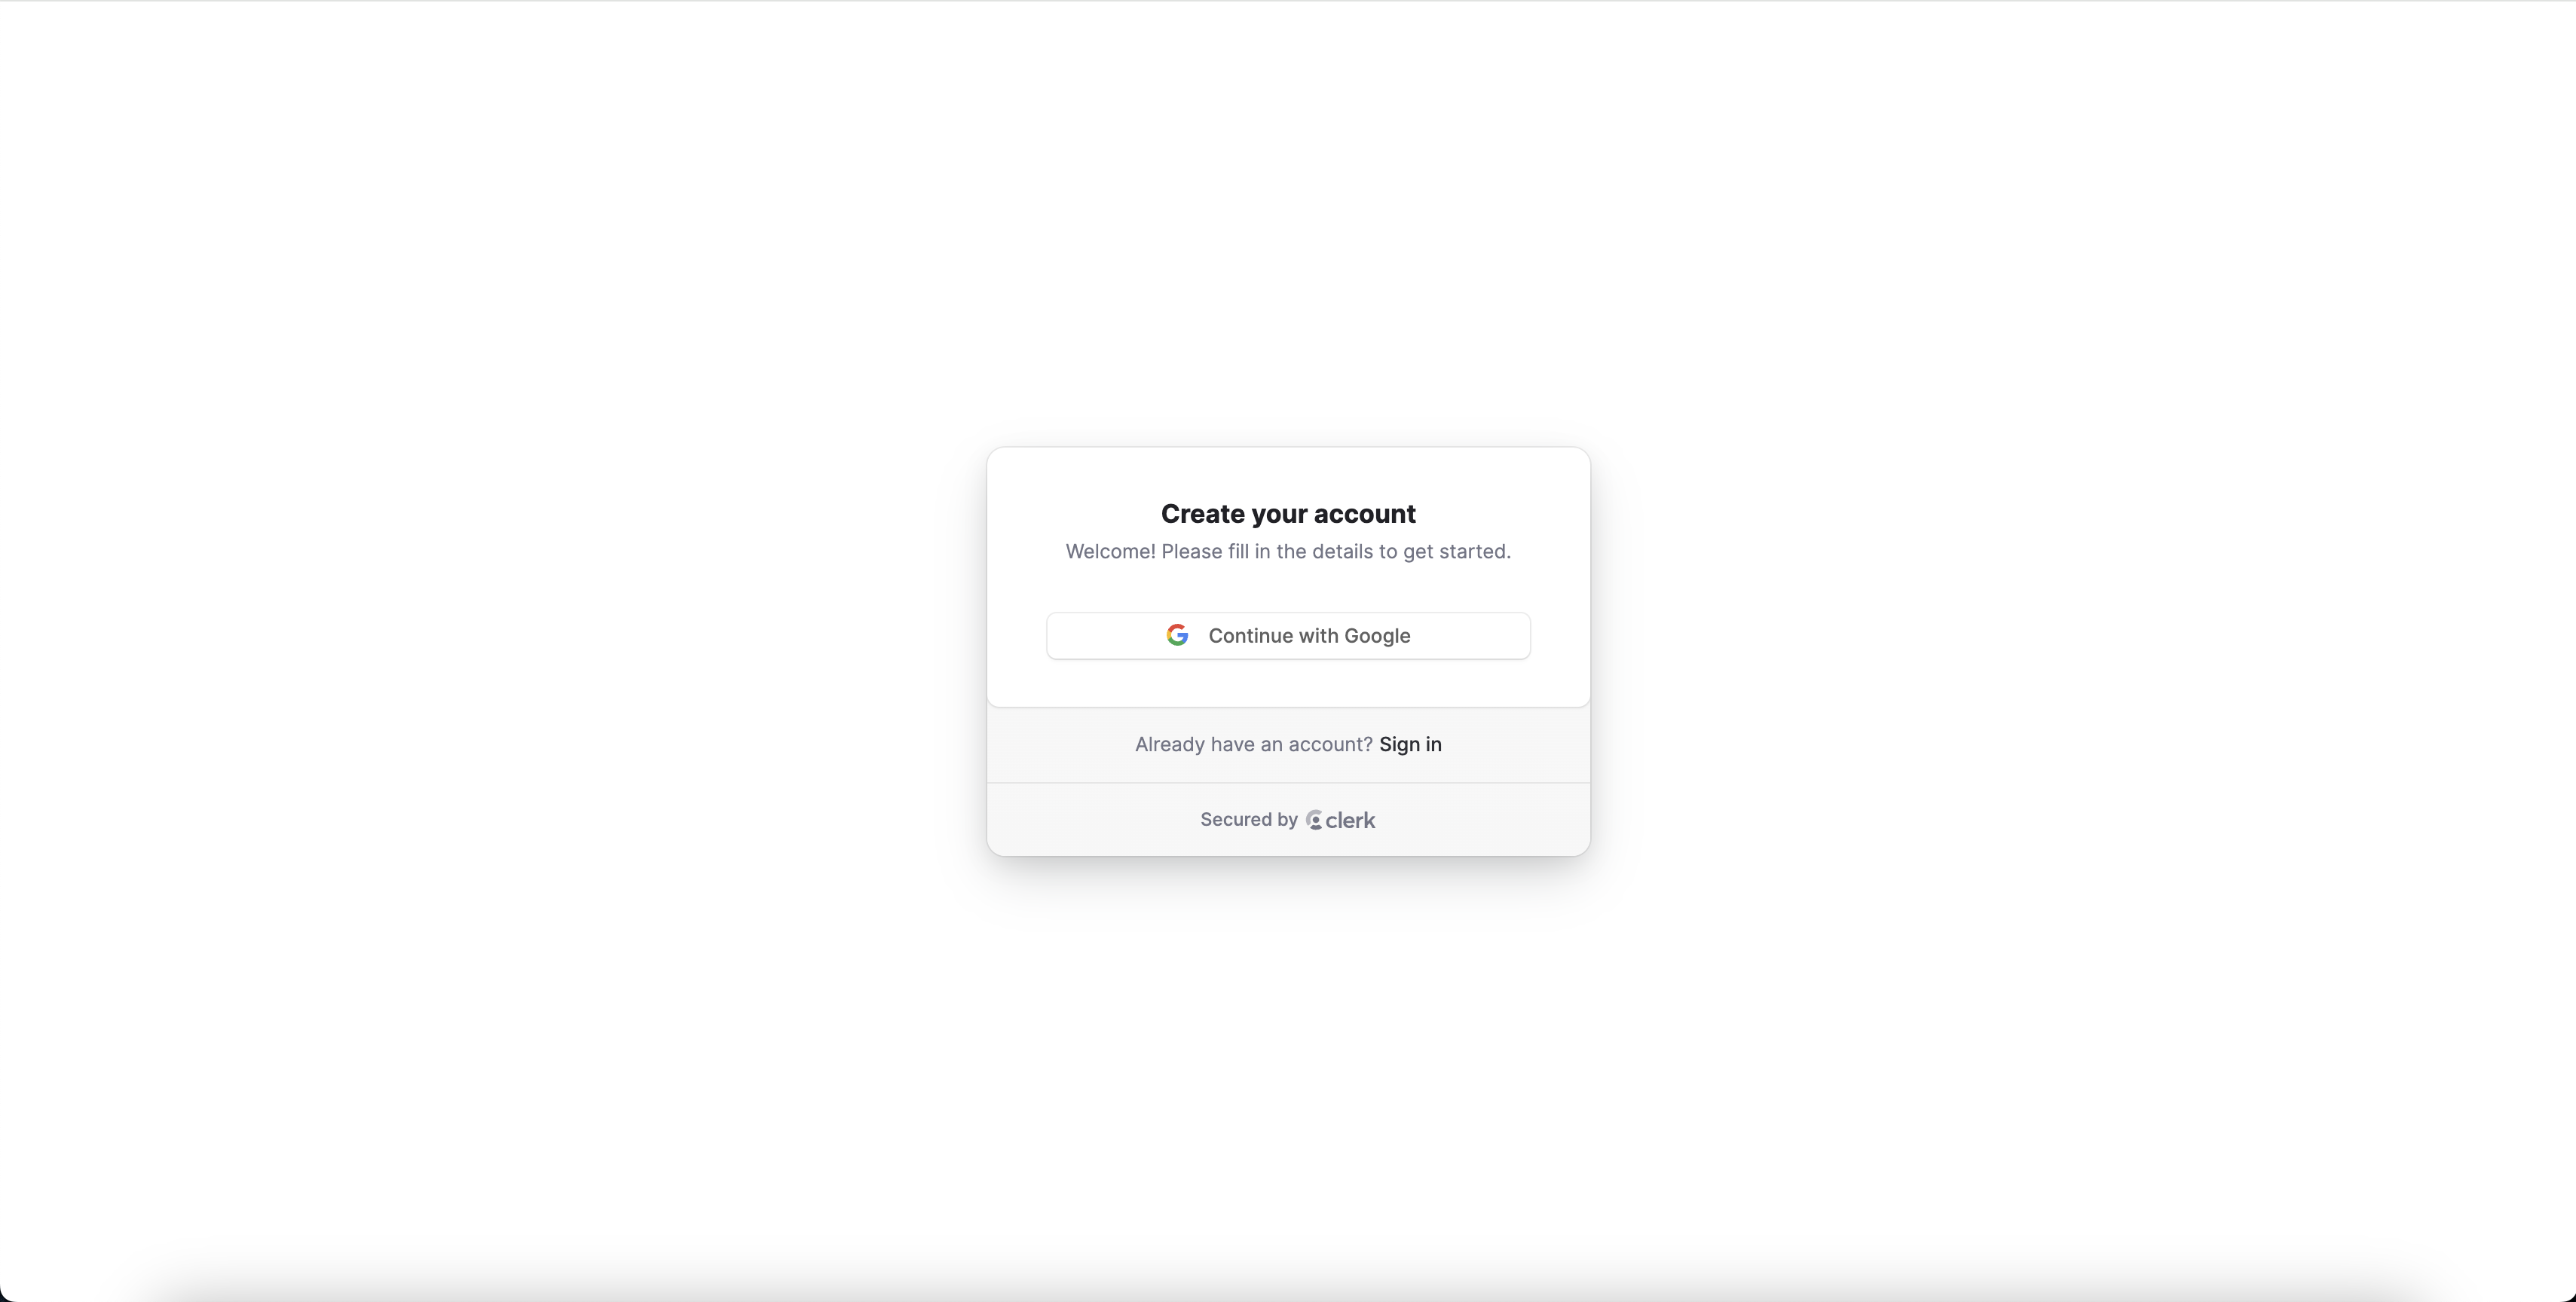 Create your account
Welcome! Please fill in the details to get started.
Continue with Google
Already have an account? Sign in
Secured by clerk